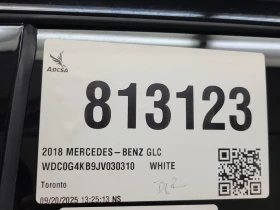 ADESA
813123
2018 MERCEDES-BENZ GLC
WDC0G4KB9JV030310 WHITE
Toronto
09/20/2025 13:25:13 NS